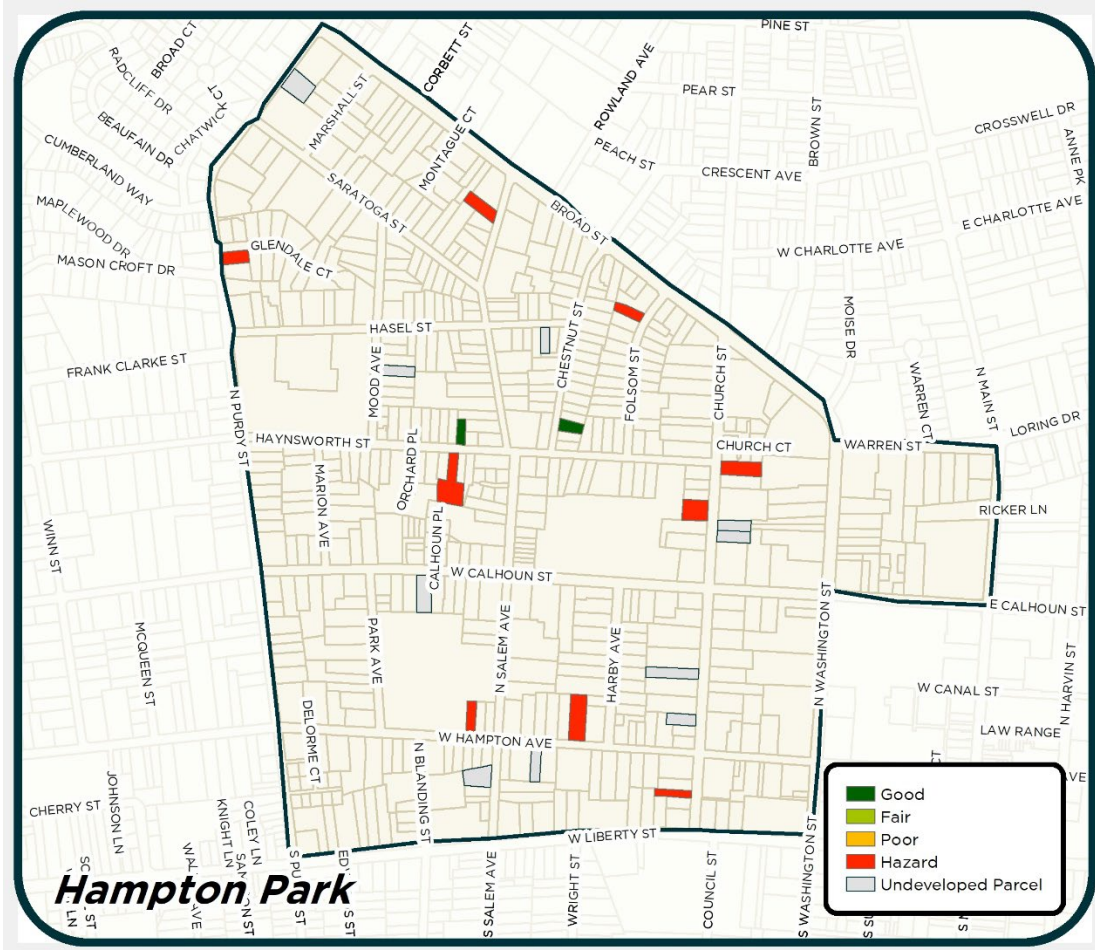 PINE ST
BROAD CT
RADCLIFF DR
CORBETT ST
ROWLAND AVE
PEAR ST
BROWN ST
CROSSWELL DR
MARSHALL ST
BEAUFAIN DR
CHATWICK CT
MONTAGUE CT
PEACH ST
CRESCENT AVE
ANNE PK
CUMBERLAND WAY
SARATOGA ST
BROAD ST
E CHARLOTTE AVE
MAPLEWOOD DR
W CHARLOTTE AVE
MASON CROFT DR
GLENDALE CT
HASEL ST
CHESTNUT ST
MOISE DR
FRANK CLARKE ST
MOOD AVE
FOLSOM ST
CHURCH ST
WARREN CT
N MAIN ST
N PURDY ST
LORING DR
HAYNSWORTH ST
ORCHARD PL
CHURCH CT
WARREN ST
MARION AVE
RICKER LN
WINN ST
CALHOUN PL
W CALHOUN ST
E CALHOUN ST
MCQUEEN ST
PARK AVE
N SALEM AVE
HARBY AVE
N WASHINGTON ST
N HARVIN ST
W CANAL ST
DELORME CT
W HAMPTON AVE
LAW RANGE
N BLANDING ST
CT
AVE
JOHNSON LN
CHERRY ST
KNIGHT LN
COLEY LN
W LIBERTY ST
S WASHINGTON ST
S SALEM AVE
WRIGHT ST
COUNCIL ST
Good
Fair
Poor
Hazard
Undeveloped Parcel
Hampton Park